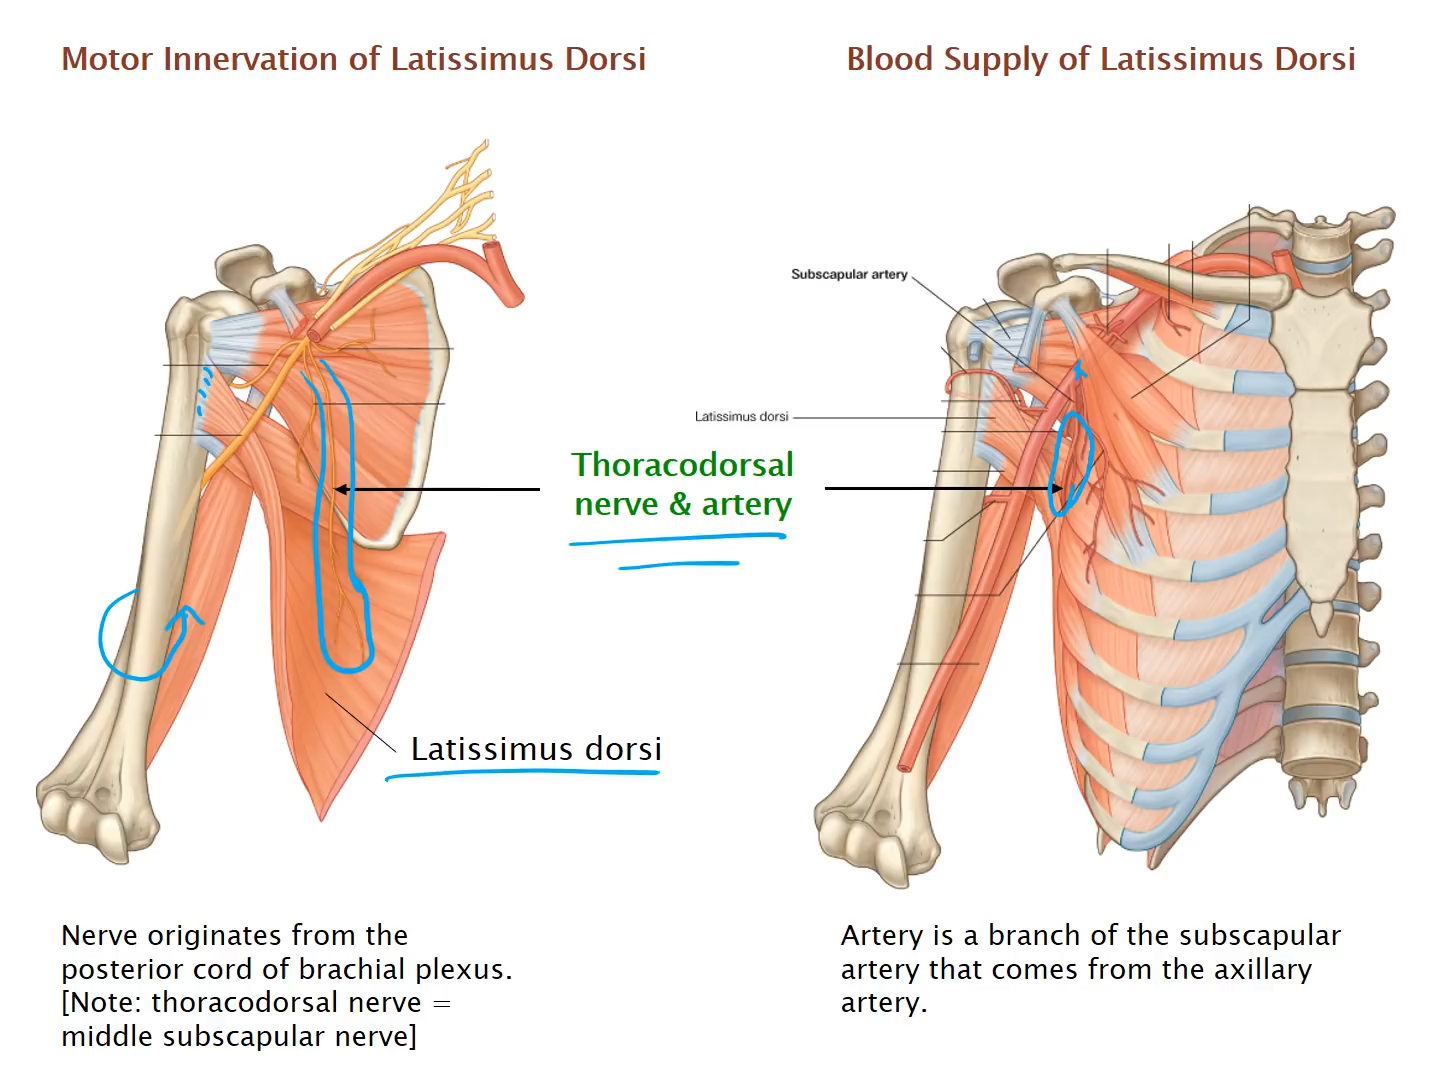 Motor Innervation of Latissimus Dorsi
Blood Supply of Latissimus Dorsi
Subscapular artery
Latissimus dorsi
Thoracodorsal
nerve & artery
Latissimus dorsi
Nerve originates from the
posterior cord of brachial plexus.
[Note: thoracodorsal nerve =
middle subscapular nerve]
Artery is a branch of the subscapular
artery that comes from the axillary
artery.